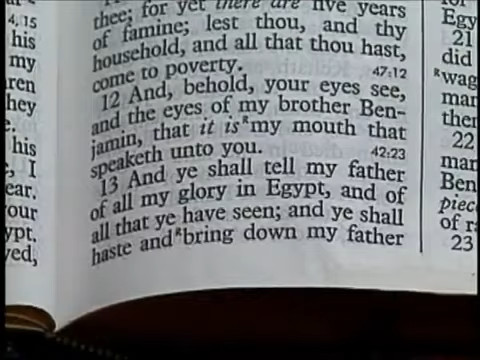 4, 15
his
my
ren
hey
e.
his
; I
ear.
our
ypt.
ved,
thee; for yet there are five years
of famine; lest thou, and thy
household, and all that thou hast,
come to poverty. 47:12
12 And, behold, your eyes see,
and the eyes of my brother Ben-
jamin, that it is my mouth that
speaketh unto you. 42:23
13 And ye shall tell my father
of all my glory in Egypt, and of
all that ye have seen; and ye shall
haste and bring down my father
Egy
21
did
wag
mar
ther
22
man
Ben
piec
of ra
23